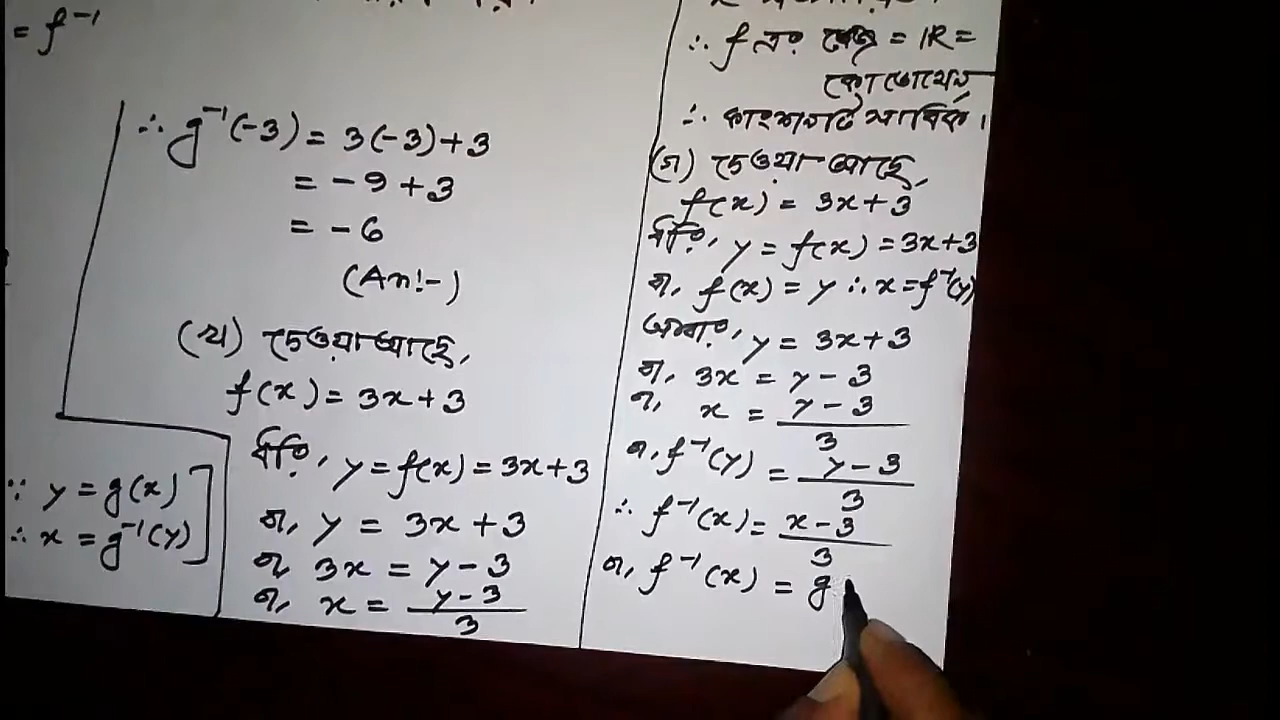 = f⁻¹
∴ g⁻¹(-3) = 3(-3)+3
= -9+3
= -6
(Ans:-)
(খ) দেওয়া আছে,
f(x) = 3x+3
ধরি, y = f(x) = 3x+3
বা, y = 3x+3
বা, 3x = y-3
বা, x = (y-3)/3
∵ y = g(x)
∴ x = g⁻¹(y)
∴ f এর = ℝ =
কোডোমেন
∴ ফাংশনটি সার্বিক।
(গ) দেওয়া আছে,
f(x) = 3x+3
ধরি, y = f(x) = 3x+3
বা, f(x) = y ∴ x = f⁻¹(y)
আবার, y = 3x+3
বা, 3x = y-3
বা, x = (y-3)/3
বা, f⁻¹(y) = (y-3)/3
∴ f⁻¹(x) = (x-3)/3
বা, f⁻¹(x) = g